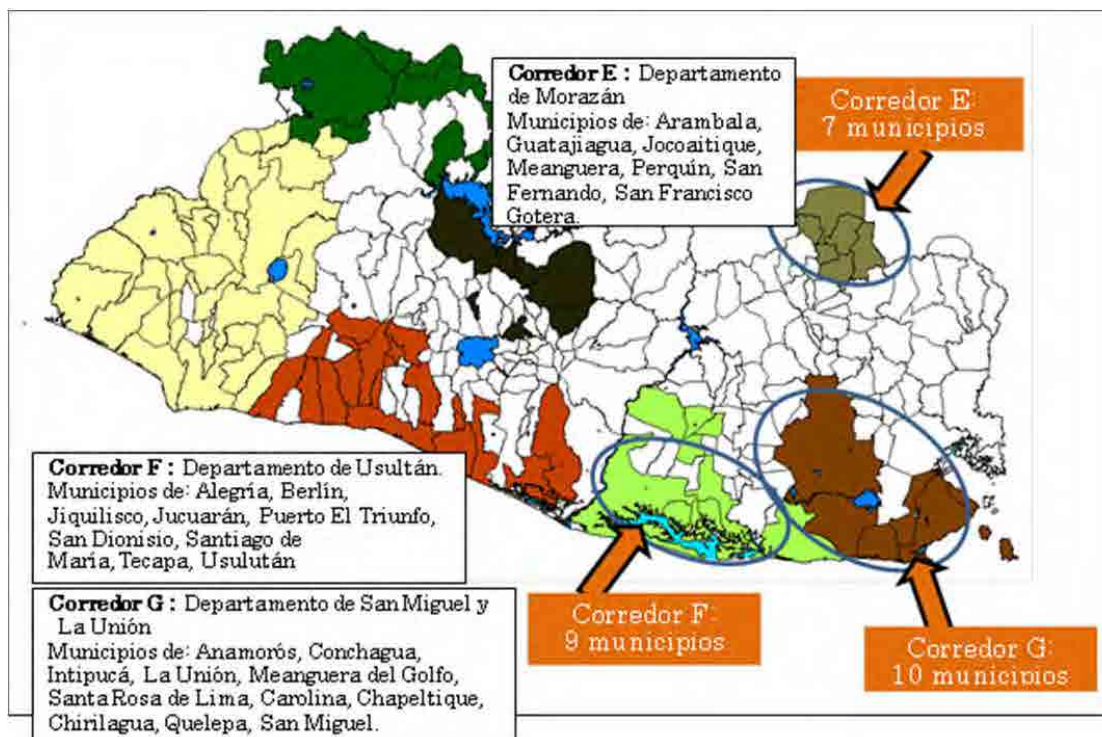 Corredor E : Departamento
de Morazán
Municipios de: Arambala,
Guatajiagua, Jocoaitique,
Meanguera, Perquín, San
Fernando, San Francisco
Gotera.
Corredor E:
7 municipios
Corredor F : Departamento de Usultán.
Municipios de: Alegría, Berlín,
Jiquilisco, Jucuarán, Puerto El Triunfo,
San Dionisio, Santiago de
María, Tecapa, Usulután
Corredor G : Departamento de San Miguel y
La Unión
Municipios de: Anamorós, Conchagua,
Intipucá, La Unión, Meanguera del Golfo,
Santa Rosa de Lima, Carolina, Chapeltique,
Chirilagua, Quelepa, San Miguel.
Corredor F:
9 municipios
Corredor G:
10 municipios